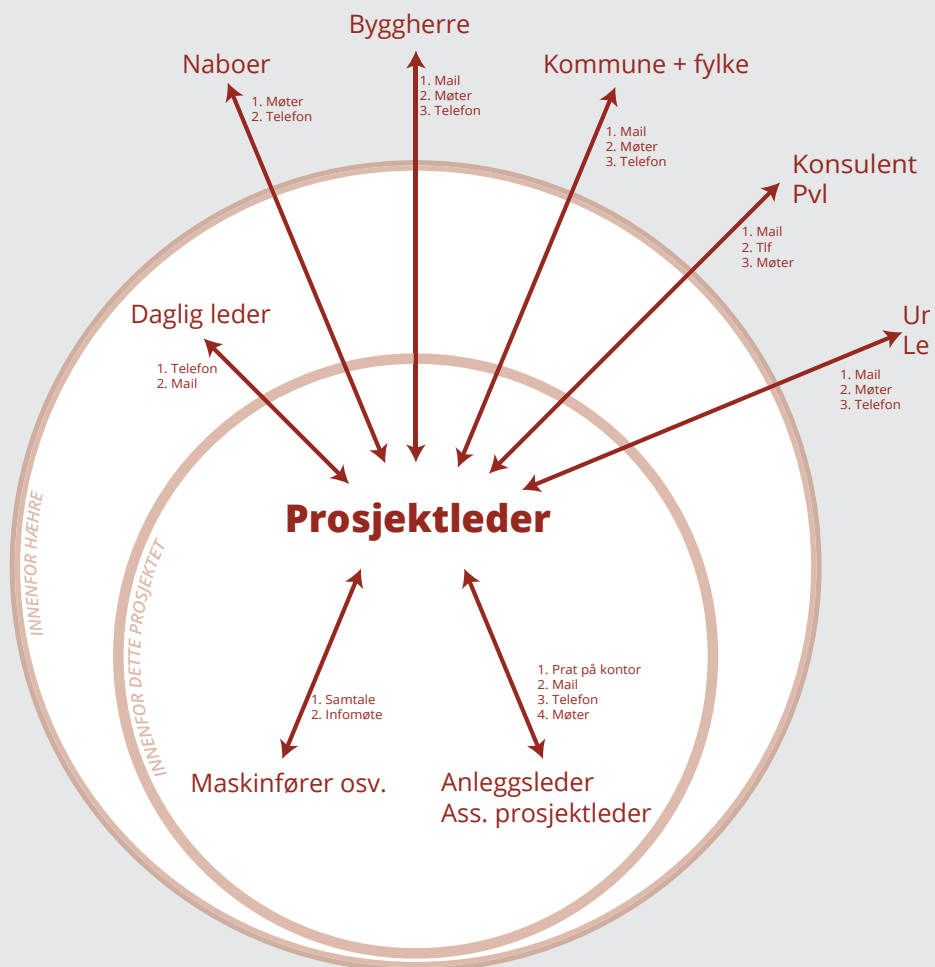 Byggherre
1. Mail
2. Møter
3. Telefon
Naboer
1. Møter
2. Telefon
Kommune + fylke
1. Mail
2. Møter
3. Telefon
Konsulent
Pvl
1. Mail
2. Tlf
3. Møter
Ur
Le
1. Mail
2. Møter
3. Telefon
Daglig leder
1. Telefon
2. Mail
Prosjektleder
INNENFOR HÆHRE
INNENFOR DETTE PROSJEKTET
1. Samtale
2. Infomøte
Maskinfører osv.
1. Prat på kontor
2. Mail
3. Telefon
4. Møter
Anleggsleder
Ass. prosjektleder